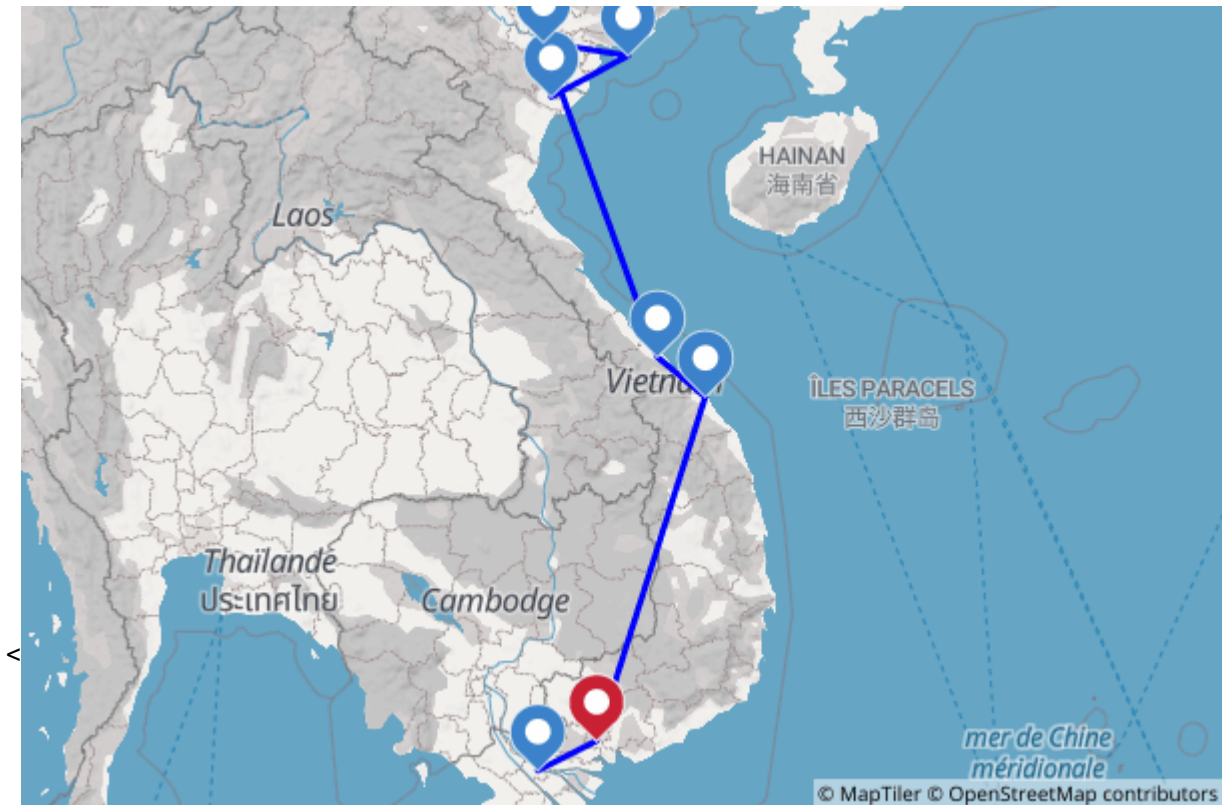 HAINAN
海南省
Laos
Vietnam
ÎLES PARACELS
西沙群岛
Thaïlande
ประเทศไทย
Cambodge
<
mer de Chine
méridionale
© MapTiler © OpenStreetMap contributors